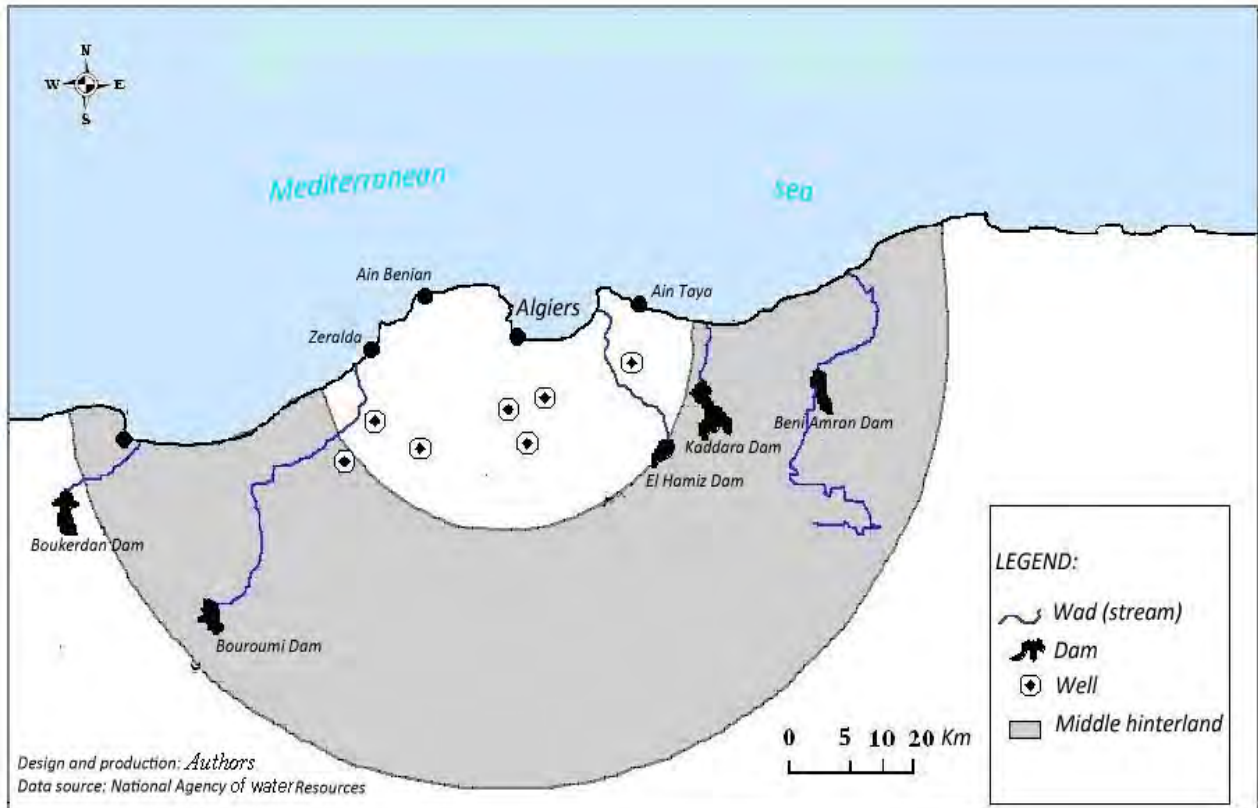 N
W E
S
Mediterranean sea
Ain Benian
Ain Taya
Algiers
Zeralda
Beni Amran Dam
Kaddara Dam
El Hamiz Dam
Boukerdan Dam
Bouroumi Dam
LEGEND:
Wad (stream)
Dam
Well
Middle hinterland
0 5 10 20 Km
Design and production: Authors
Data source: National Agency of water Resources